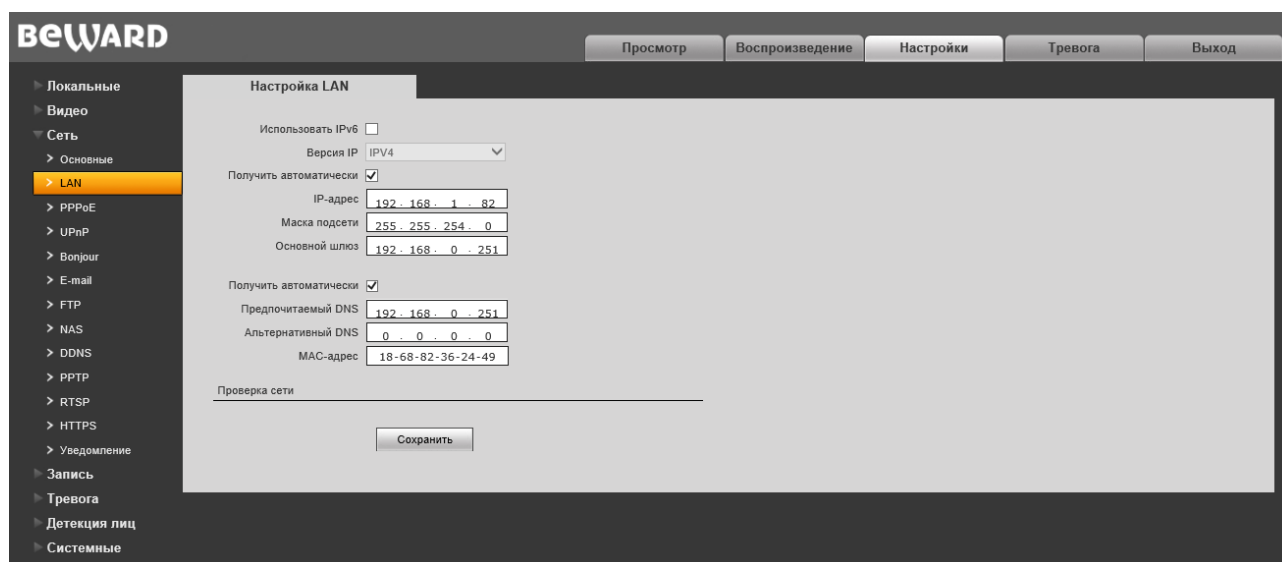 BEWARD
Просмотр
Воспроизведение
Настройки
Тревога
Выход
Локальные
Видео
Сеть
Основные
LAN
PPPoE
UPnP
Bonjour
E-mail
FTP
NAS
DDNS
PPTP
RTSP
HTTPS
Уведомление
Запись
Тревога
Детекция лиц
Системные
Настройка LAN
Использовать IPv6
Версия IP IPV4
Получить автоматически
IP-адрес 192 . 168 . 1 . 82
Маска подсети 255 . 255 . 254 . 0
Основной шлюз 192 . 168 . 0 . 251
Получить автоматически
Предпочитаемый DNS 192 . 168 . 0 . 251
Альтернативный DNS 0 . 0 . 0 . 0
MAC-адрес 18-68-82-36-24-49
Проверка сети
Сохранить